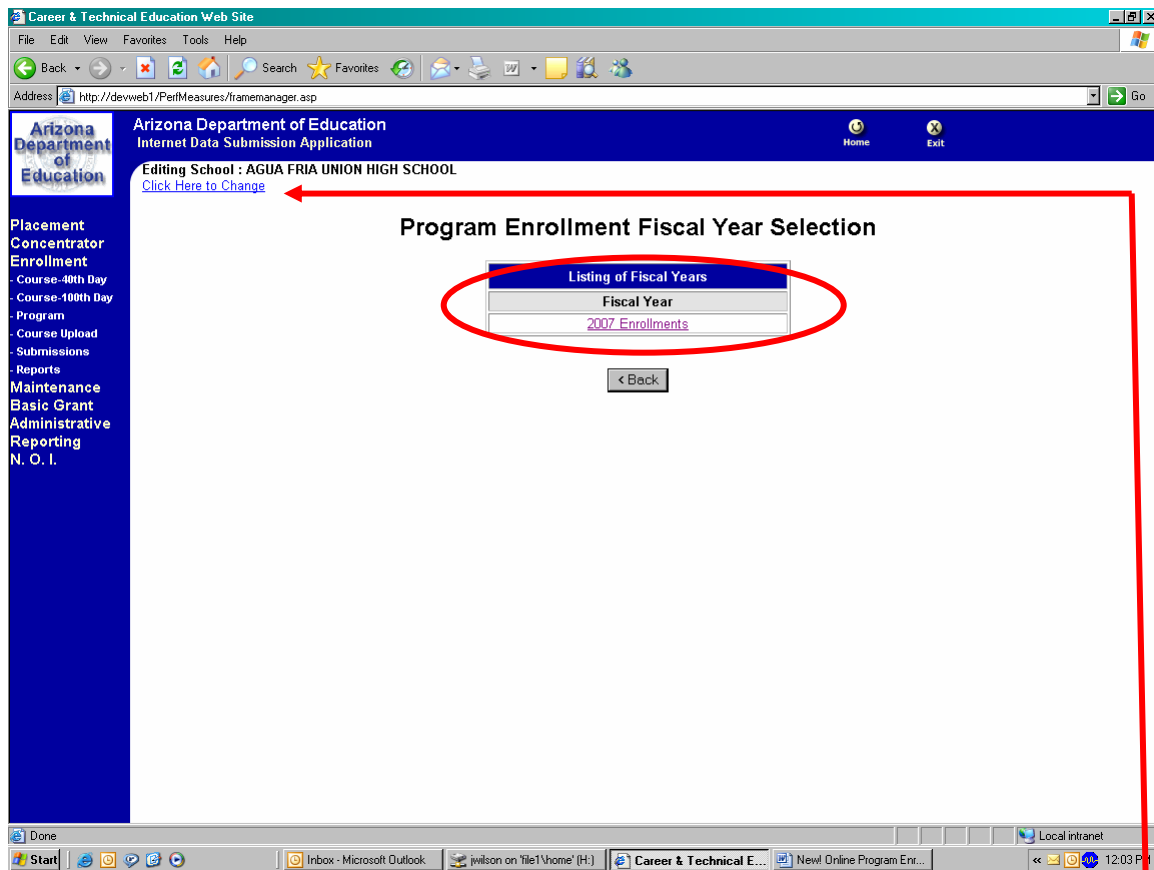 Career & Technical Education Web Site
File Edit View Favorites Tools Help
Back Search Favorites
Address http://devweb1/PerfMeasures/framemanager.asp Go
Arizona
Department
of
Education
Arizona Department of Education
Internet Data Submission Application
Home Exit
Editing School : AGUA FRIA UNION HIGH SCHOOL
Click Here to Change
Placement
Concentrator
Enrollment
- Course-40th Day
- Course-100th Day
- Program
- Course Upload
- Submissions
- Reports
Maintenance
Basic Grant
Administrative
Reporting
N. O. I.
Program Enrollment Fiscal Year Selection
Listing of Fiscal Years
Fiscal Year
2007 Enrollments
< Back
Done Local intranet
Start Inbox - Microsoft Outlook jwilson on 'file1\home' (H:) Career & Technical E... New! Online Program Enr... « 12:03 PM